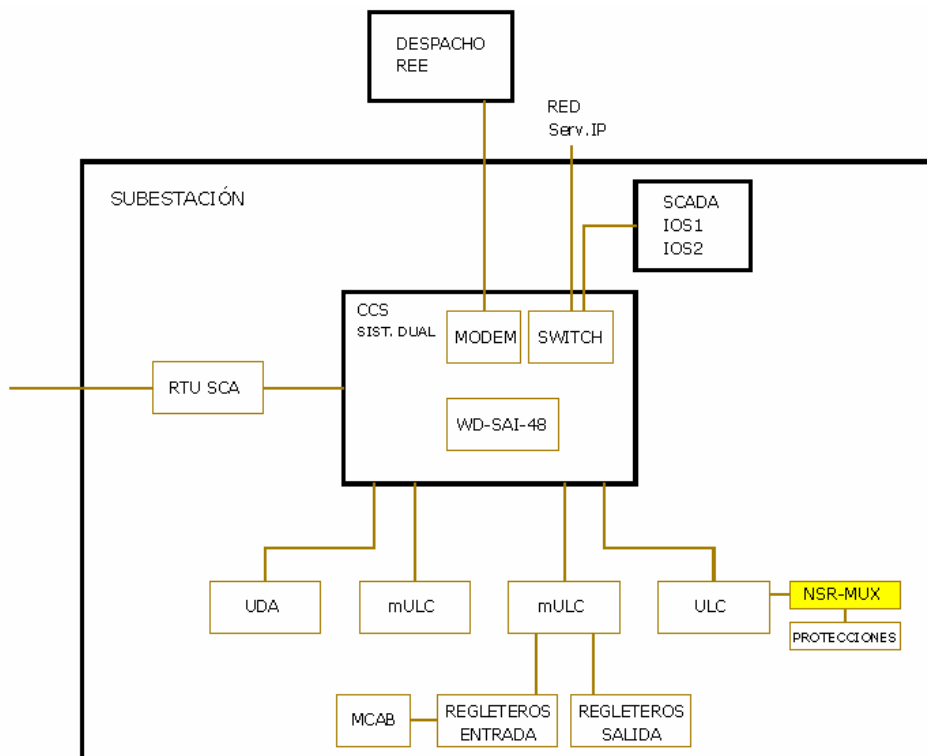 DESPACHO
REE
RED
Serv.IP
SUBESTACIÓN
SCADA
IOS1
IOS2
CCS
SIST. DUAL
MODEM
SWITCH
RTU SCA
WD-SAI-48
UDA
mULC
mULC
ULC
NSR-MUX
PROTECCIONES
MCAB
REGLETEROS
ENTRADA
REGLETEROS
SALIDA